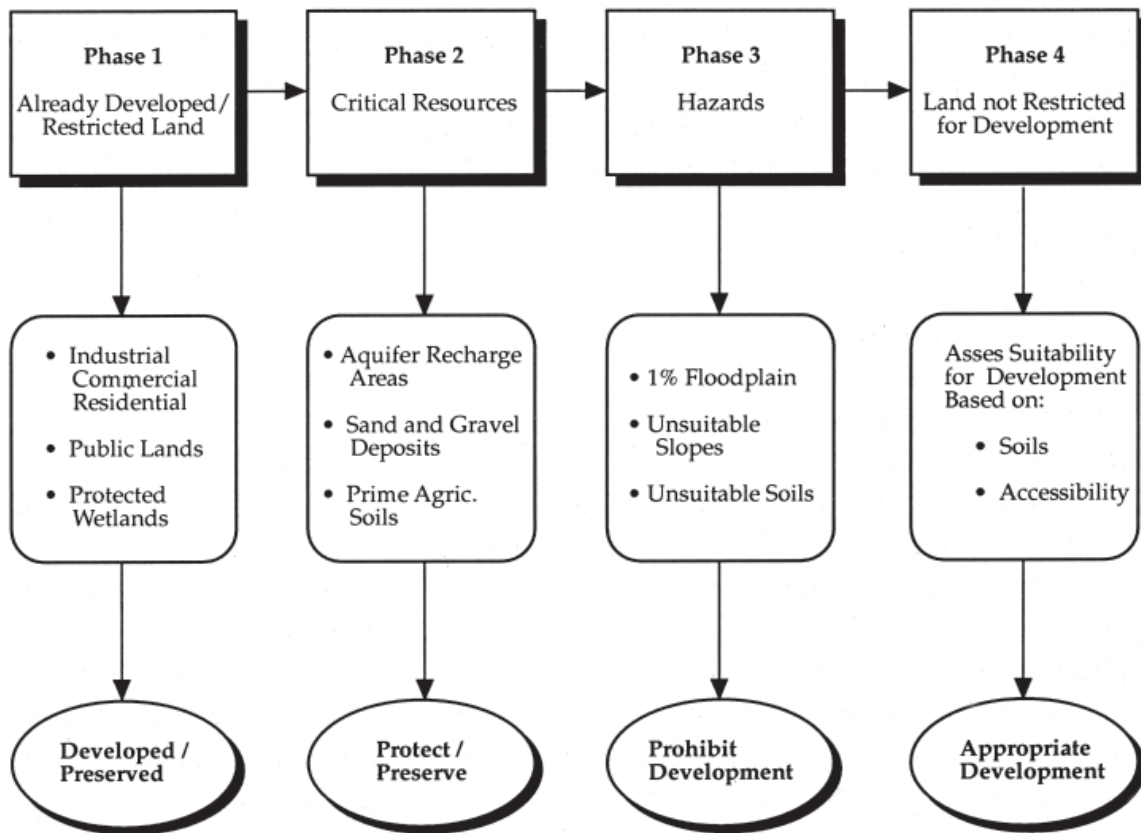 Phase 1
Already Developed/
Restricted Land
Phase 2
Critical Resources
Phase 3
Hazards
Phase 4
Land not Restricted
for Development
• Industrial
Commercial
Residential
• Public Lands
• Protected
Wetlands
• Aquifer Recharge
Areas
• Sand and Gravel
Deposits
• Prime Agric.
Soils
• 1% Floodplain
• Unsuitable
Slopes
• Unsuitable Soils
Asses Suitability
for Development
Based on:
• Soils
• Accessibility
Developed /
Preserved
Protect /
Preserve
Prohibit
Development
Appropriate
Development